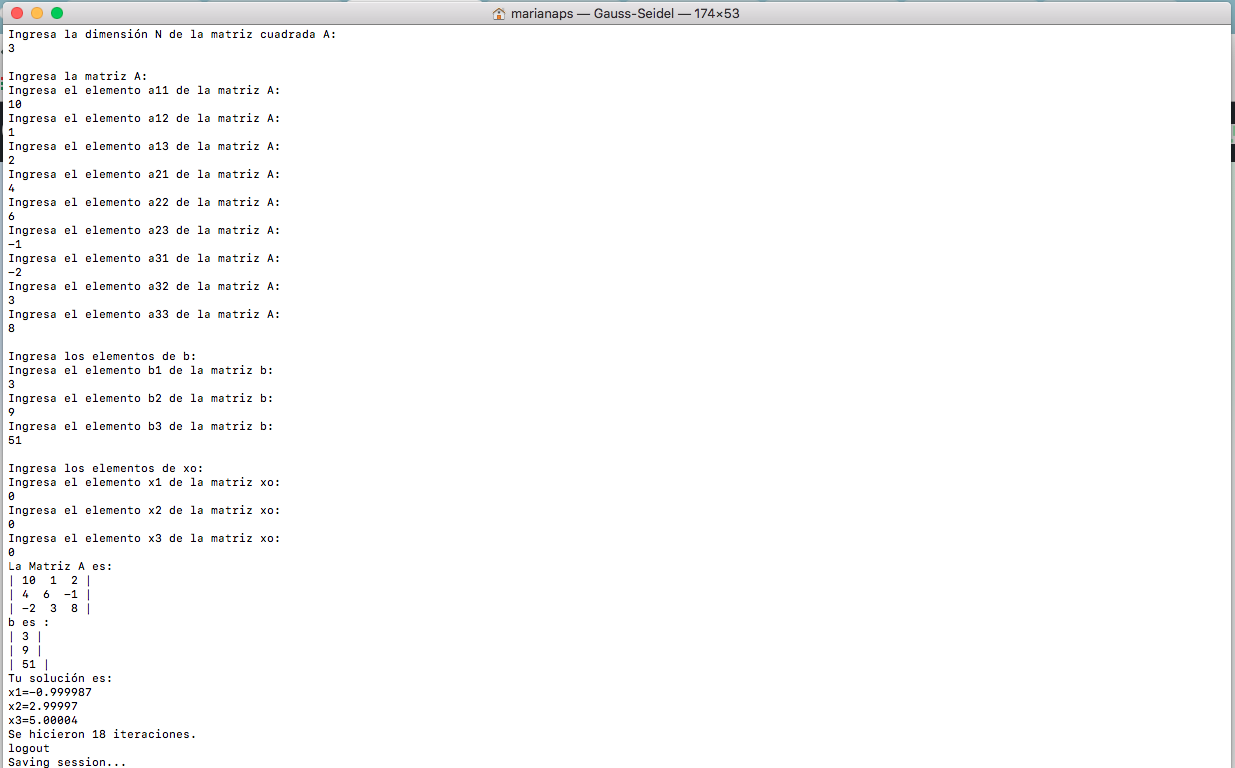 marianaps — Gauss-Seidel — 174×53
Ingresa la dimensión N de la matriz cuadrada A:
3
Ingresa la matriz A:
Ingresa el elemento a11 de la matriz A:
10
Ingresa el elemento a12 de la matriz A:
1
Ingresa el elemento a13 de la matriz A:
2
Ingresa el elemento a21 de la matriz A:
4
Ingresa el elemento a22 de la matriz A:
6
Ingresa el elemento a23 de la matriz A:
-1
Ingresa el elemento a31 de la matriz A:
-2
Ingresa el elemento a32 de la matriz A:
3
Ingresa el elemento a33 de la matriz A:
8
Ingresa los elementos de b:
Ingresa el elemento b1 de la matriz b:
3
Ingresa el elemento b2 de la matriz b:
9
Ingresa el elemento b3 de la matriz b:
51
Ingresa los elementos de xo:
Ingresa el elemento x1 de la matriz xo:
0
Ingresa el elemento x2 de la matriz xo:
0
Ingresa el elemento x3 de la matriz xo:
0
La Matriz A es:
| 10  1  2 |
| 4  6  -1 |
| -2  3  8 |
b es :
| 3 |
| 9 |
| 51 |
Tu solución es:
x1=-0.999987
x2=2.99997
x3=5.00004
Se hicieron 18 iteraciones.
logout
Saving session...